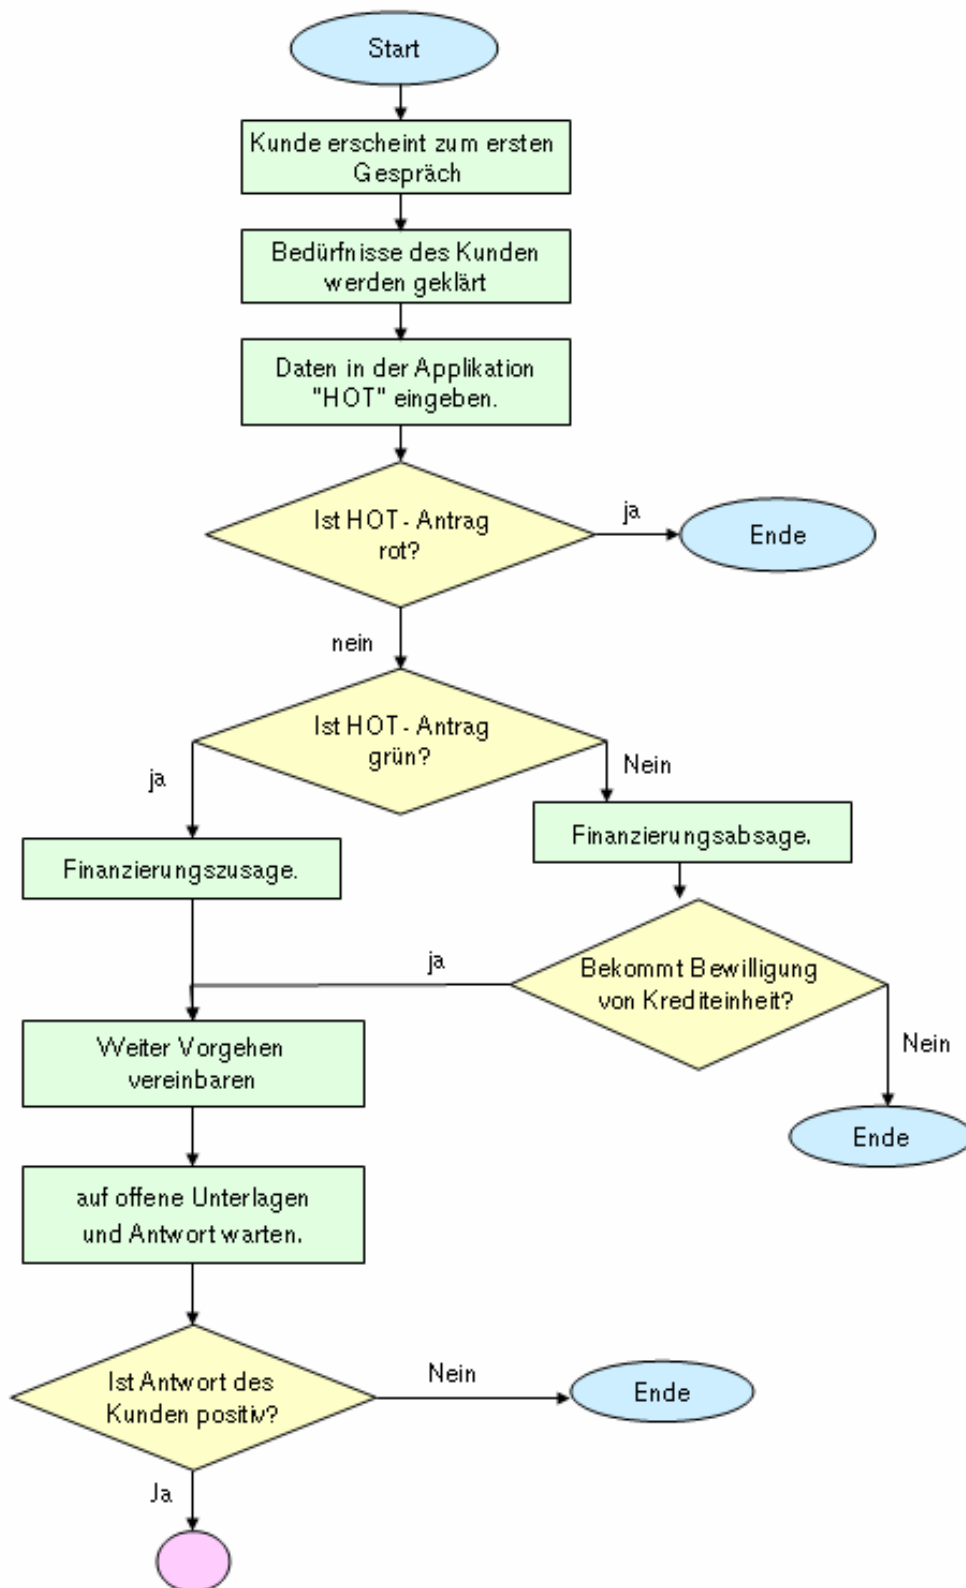 Start
Kunde erscheint zum ersten
Gespräch
Bedürfnisse des Kunden
werden geklärt
Daten in der Applikation
"HOT" eingeben.
Ist HOT - Antrag
rot?
ja
Ende
nein
Ist HOT - Antrag
grün?
ja
Nein
Finanzierungszusage.
Finanzierungsabsage.
Bekommt Bewilligung
von Krediteinheit?
ja
Nein
Ende
Weiter Vorgehen
vereinbaren
auf offene Unterlagen
und Antwort warten.
Ist Antwort des
Kunden positiv?
Nein
Ende
Ja